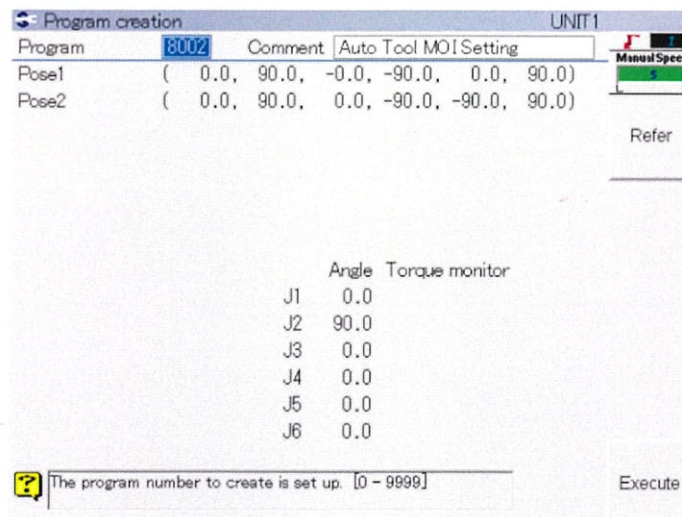 Program creation UNIT1
Program 8002 Comment Auto Tool MOI Setting
Manual Spee
5
Pose1 ( 0.0, 90.0, -0.0, -90.0, 0.0, 90.0)
Pose2 ( 0.0, 90.0, 0.0, -90.0, -90.0, 90.0)
Refer
Angle Torque monitor
J1 0.0
J2 90.0
J3 0.0
J4 0.0
J5 0.0
J6 0.0
The program number to create is set up. [0 - 9999]
Execute